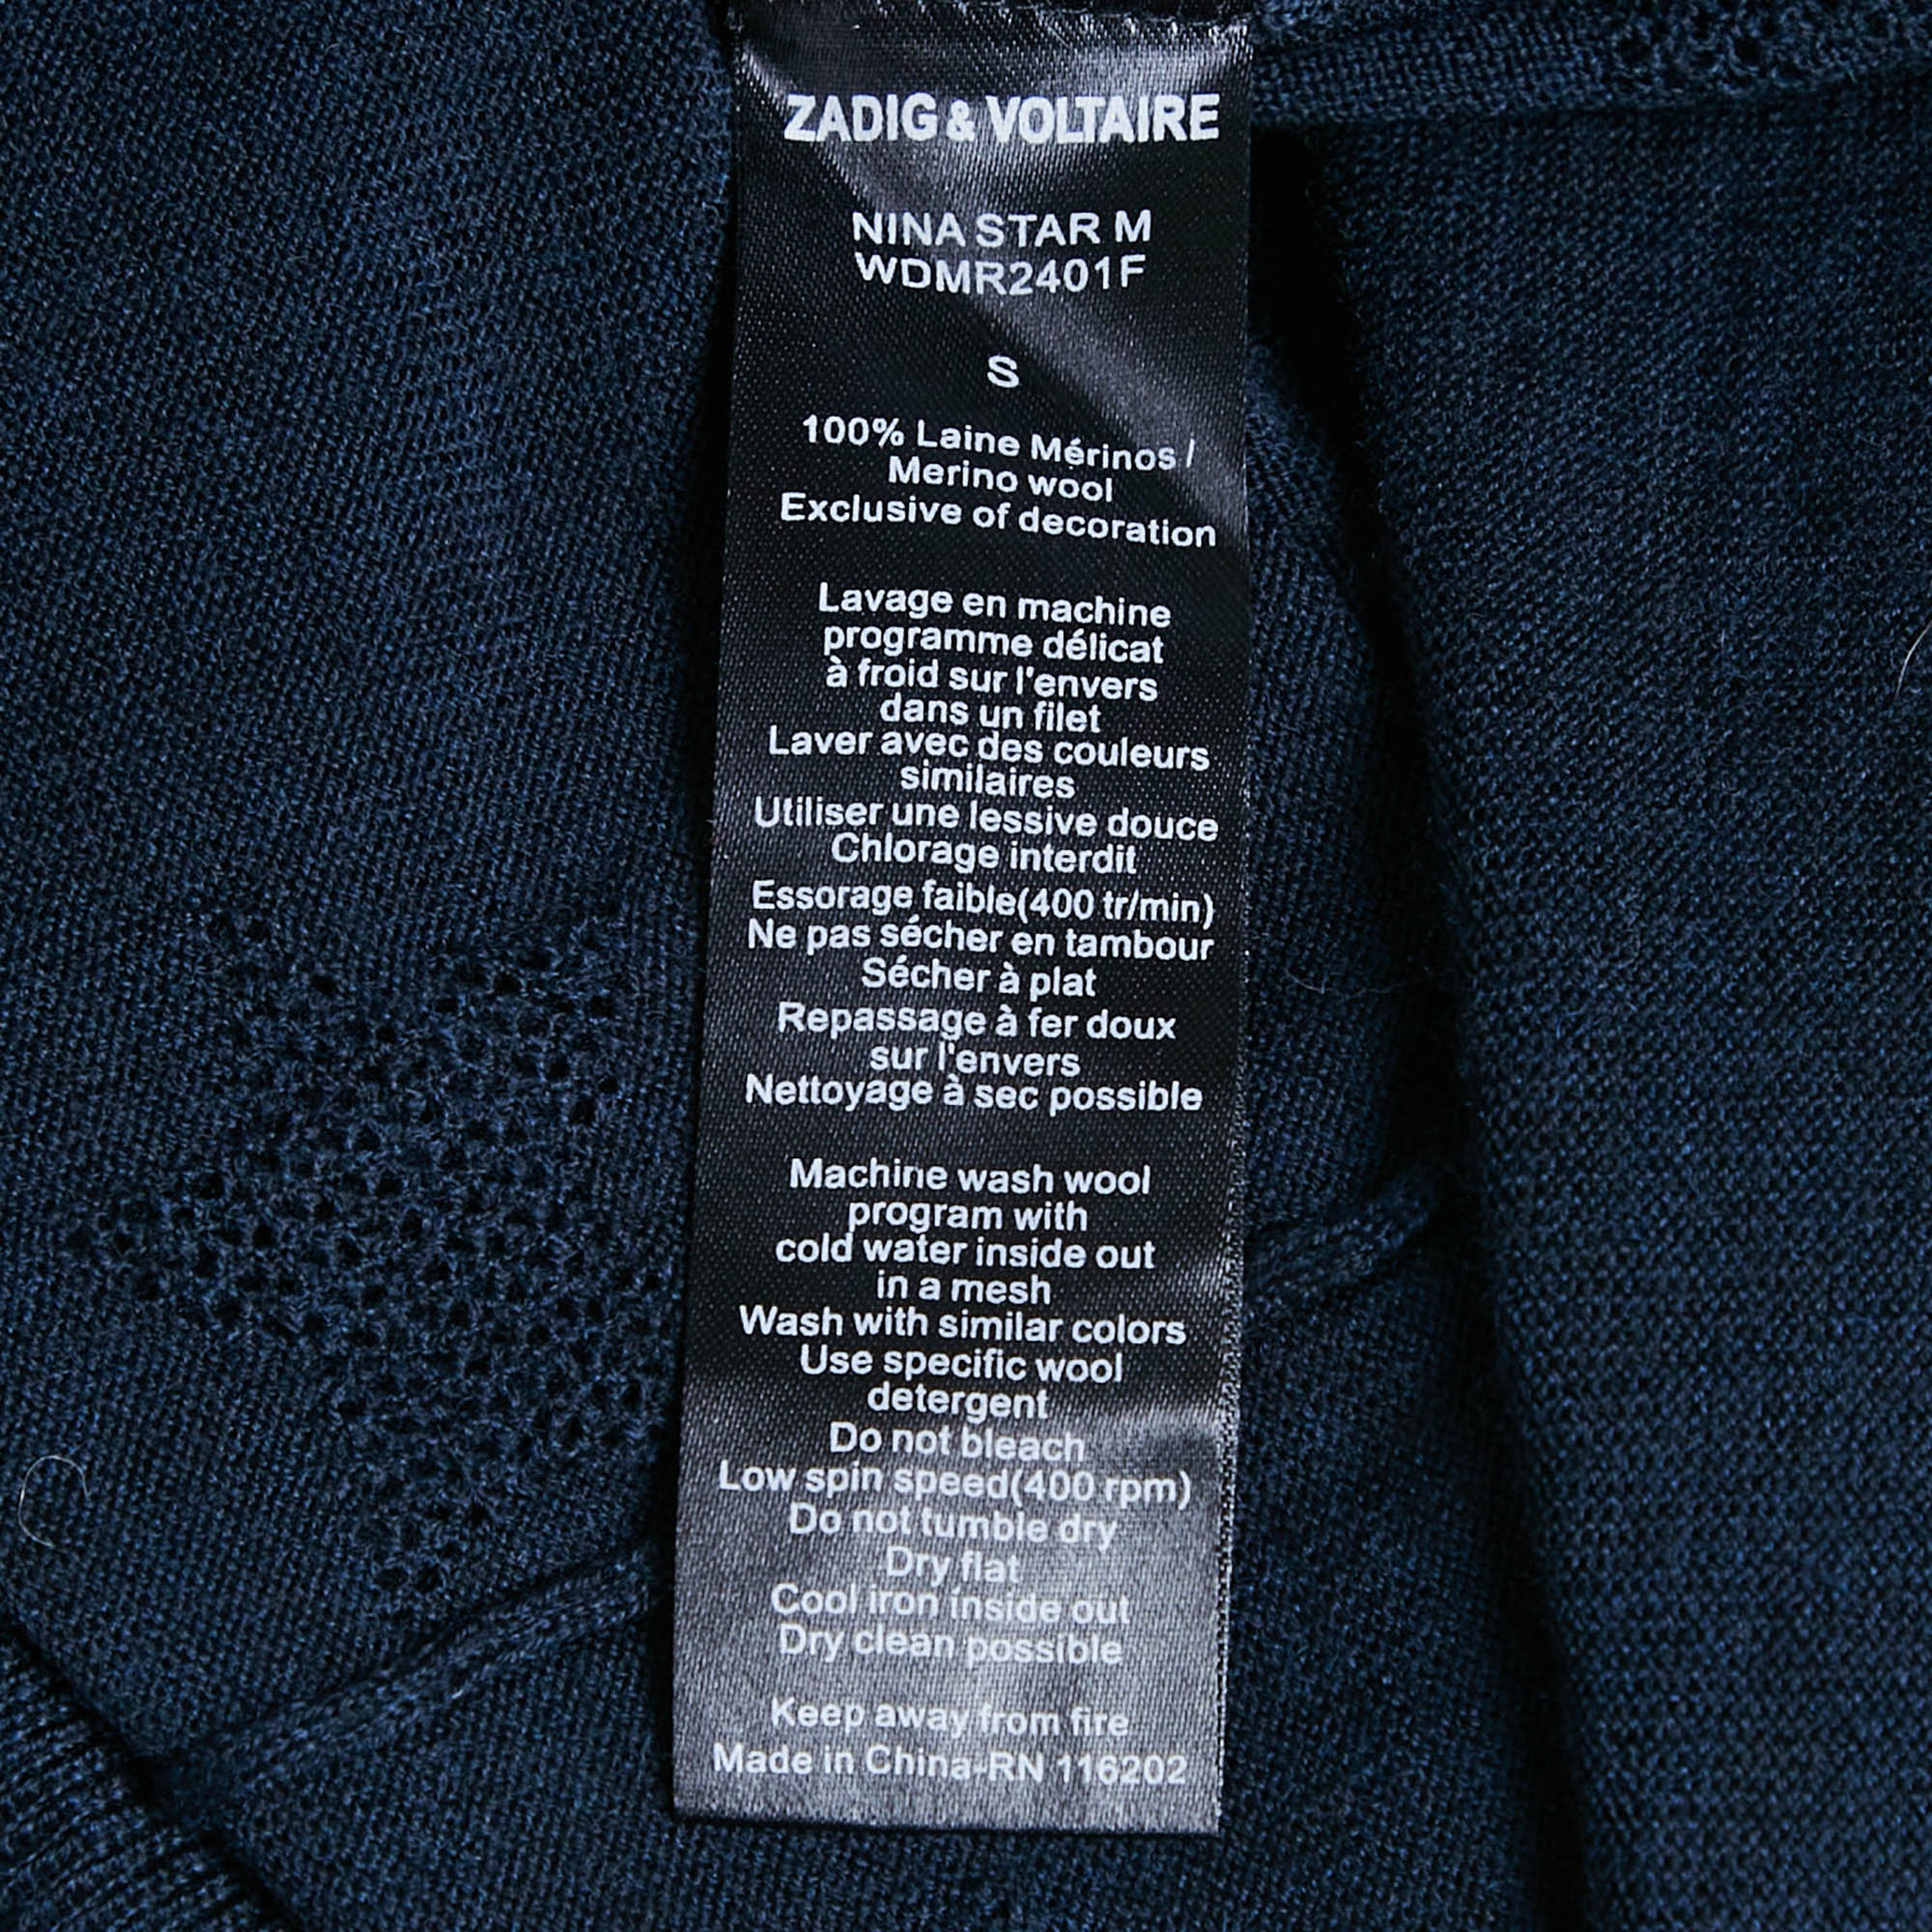 ZADIG & VOLTAIRE
NINA STAR M
WDMR2401F
S
100% Laine Mérinos /
Merino wool
Exclusive of decoration
Lavage en machine
programme délicat
à froid sur l'envers
dans un filet
Laver avec des couleurs
similaires
Utiliser une lessive douce
Chlorage interdit
Essorage faible(400 tr/min)
Ne pas sécher en tambour
Sécher à plat
Repassage à fer doux
sur l'envers
Nettoyage à sec possible
Machine wash wool
program with
cold water inside out
in a mesh
Wash with similar colors
Use specific wool
detergent
Do not bleach
Low spin speed(400 rpm)
Do not tumble dry
Dry flat
Cool iron inside out
Dry clean possible
Keep away from fire
Made in China-RN 116202